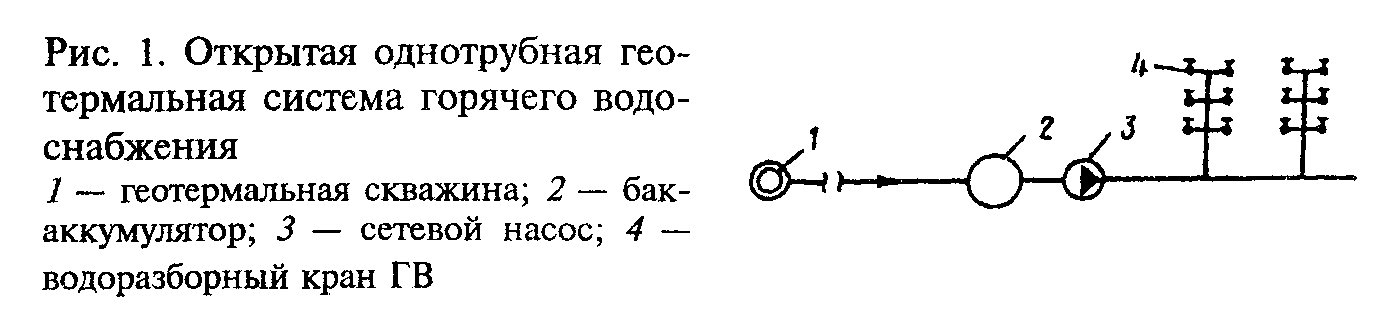 Рис. 1. Открытая однотрубная гео-
термальная система горячего водо-
снабжения
1 — геотермальная скважина; 2 — бак-
аккумулятор; 3 — сетевой насос; 4 —
водоразборный кран ГВ
4
1
2
3